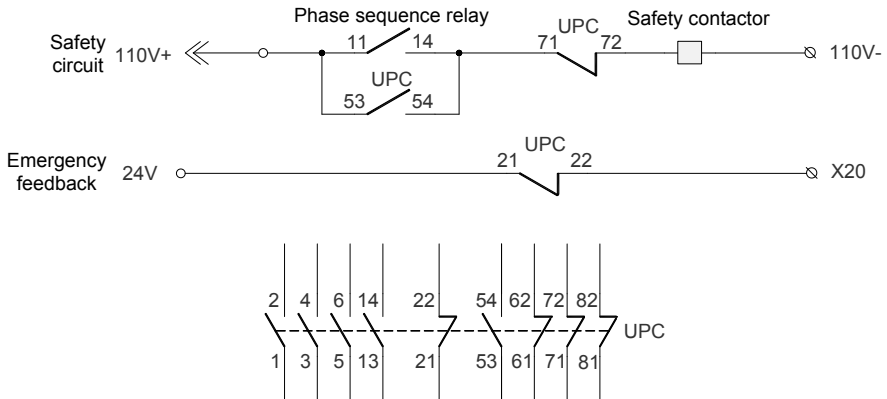 Phase sequence relay
Safety contactor
Safety circuit
110V+
11 14
UPC
71 72
110V-
UPC
53 54
Emergency feedback
24V
UPC
21 22
X20
2 4 6 14 22 54 62 72 82
UPC
1 3 5 13 21 53 61 71 81